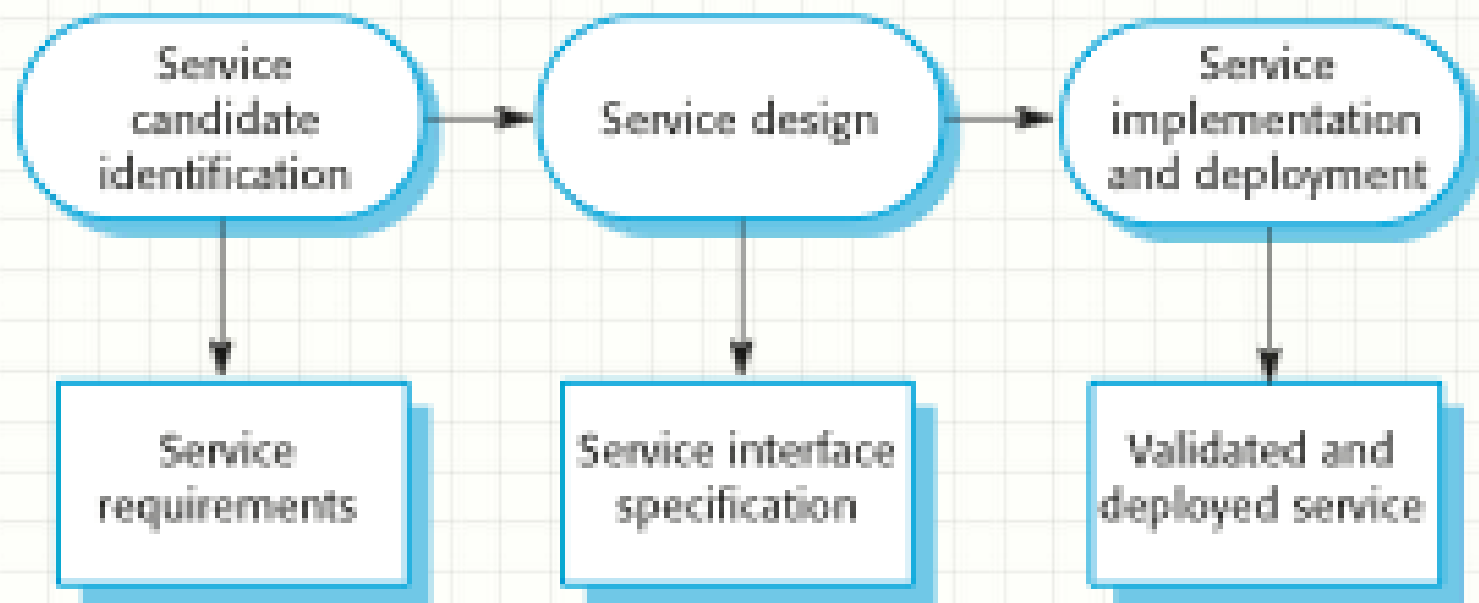 Service
candidate
identification
Service design
Service
implementation
and deployment
Service
requirements
Service interface
specification
Validated and
deployed service